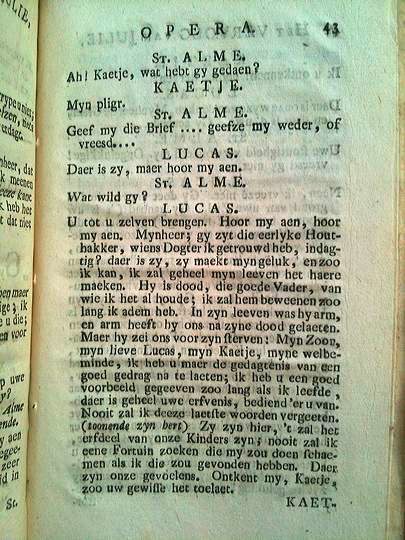 OPERA. 43
St. ALME.
Ah! Kaetje, wat hebt gy gedaen?
KAETJE.
Myn pligr.
St. ALME.
Geef my die Brief .... geefze my weder, of
vreesd....
LUCAS.
Daer is zy, maer hoor my aen.
St. ALME.
Wat wild gy?
LUCAS.
U tot u zelven brengen. Hoor my aen, hoor
my aen. Mynheer; gy zyt die eerlyke Hout-
hakker, wiens Dogter ik getrouwd heb, indag-
tig? daer is zy, zy maekt myn geluk, en zoo
ik kan, ik zal geheel myn leeven het haere
maeken. Hy is dood, die goede Vader, van
wie ik het al houde; ik zal hem beweenen zoo
lang ik adem heb. In zyn leeven was hy arm,
en arm heeft hy ons na zyne dood gelaeten.
Maer hy zei ons voor zyn sterven: Myn Zoon,
myn lieve Lucas, myn Kaetje, myne welbe-
minde, ik heb u maer de gedagtenis van een
goed gedrag na te laeten; ik heb u een goed
voorbeeld gegeeven zoo lang als ik leefde,
daer is geheel uwe erfvenis, bediend 'er u van.
Nooit zal ik deeze laetste woorden vergeeten.
(toonende zyn hert) Zy zyn hier, 't zal het
erfdeel van onze Kinders zyn; nooit zal ik
eene Fortuin zoeken die my zou doen schae-
men als ik die zou gevonden hebben. Daer
zyn onze gevoelens. Ontkent my, Kaetje,
zoo uw gewisse het toelaet.
KAET-